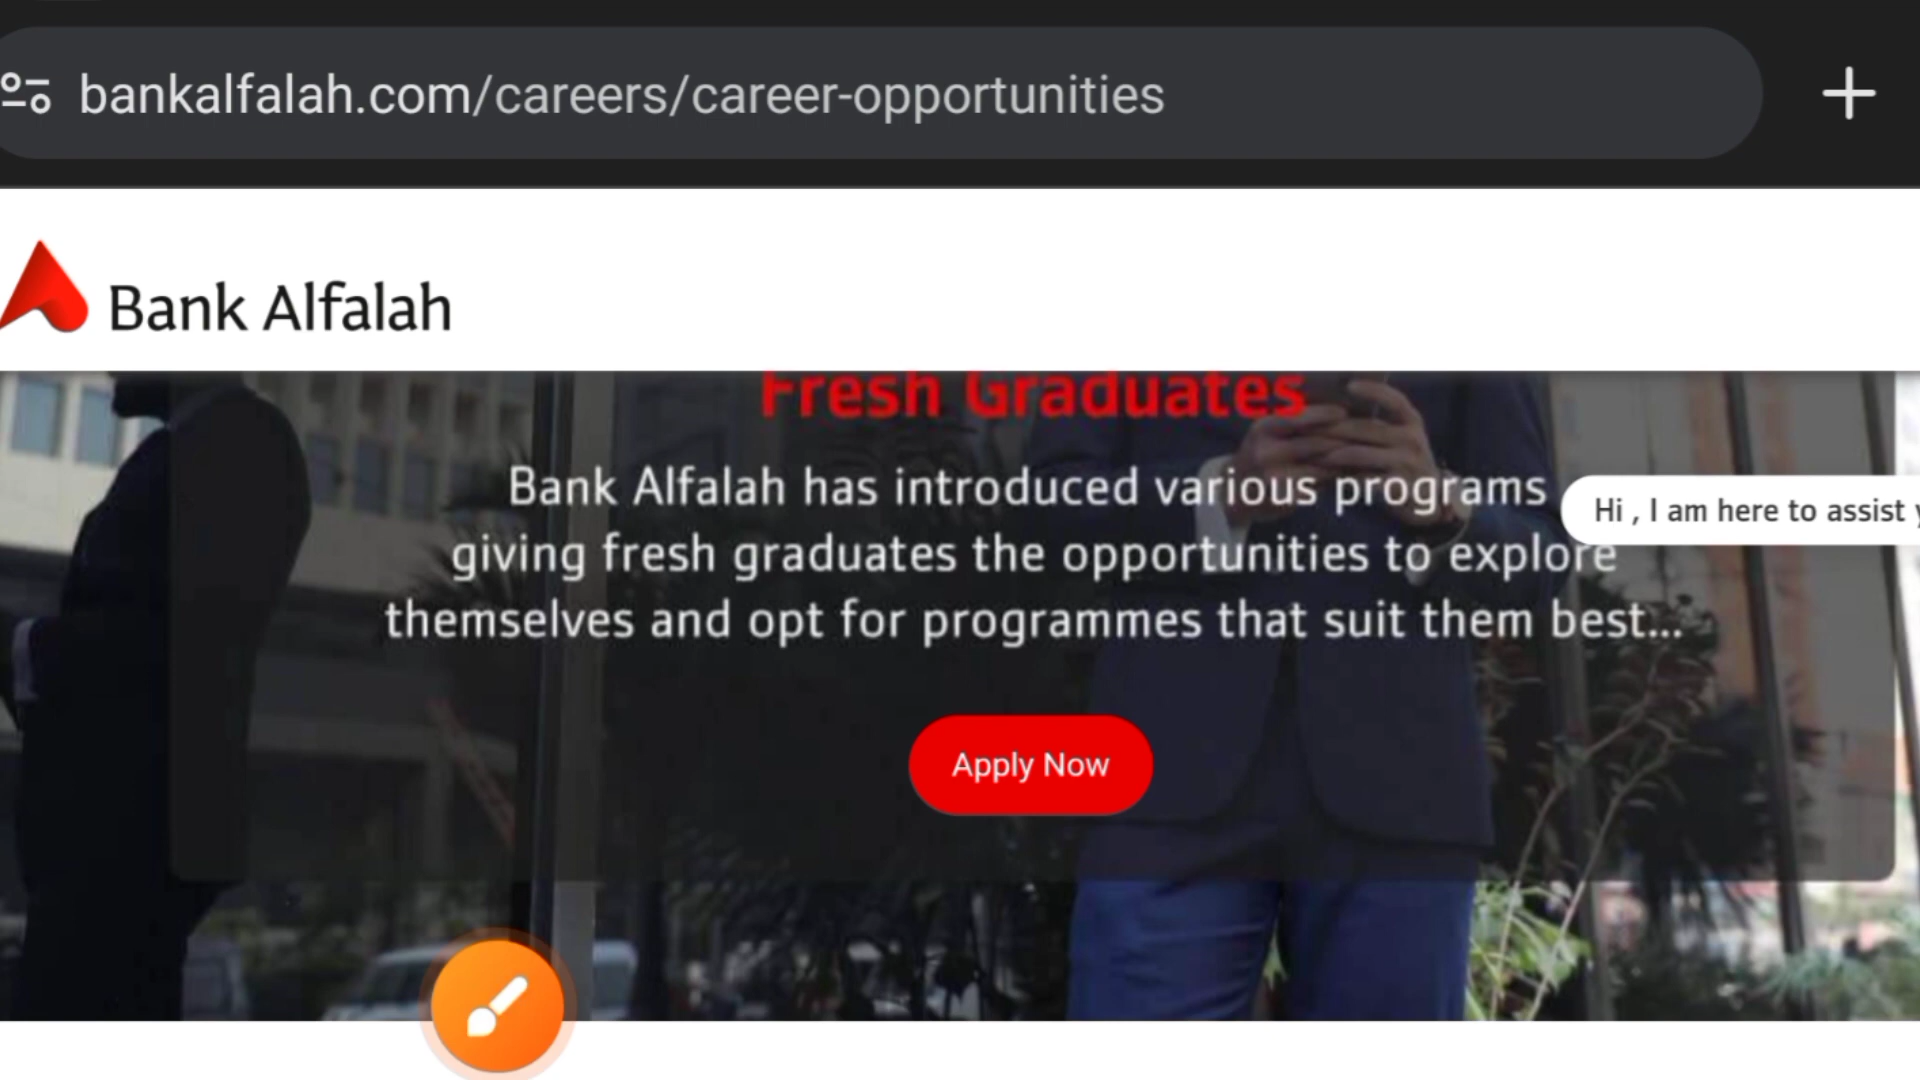 bankalfalah.com/careers/career-opportunities
Bank Alfalah
Fresh Graduates
Bank Alfalah has introduced various programs
giving fresh graduates the opportunities to explore
themselves and opt for programmes that suit them best...
Hi , I am here to assist
Apply Now